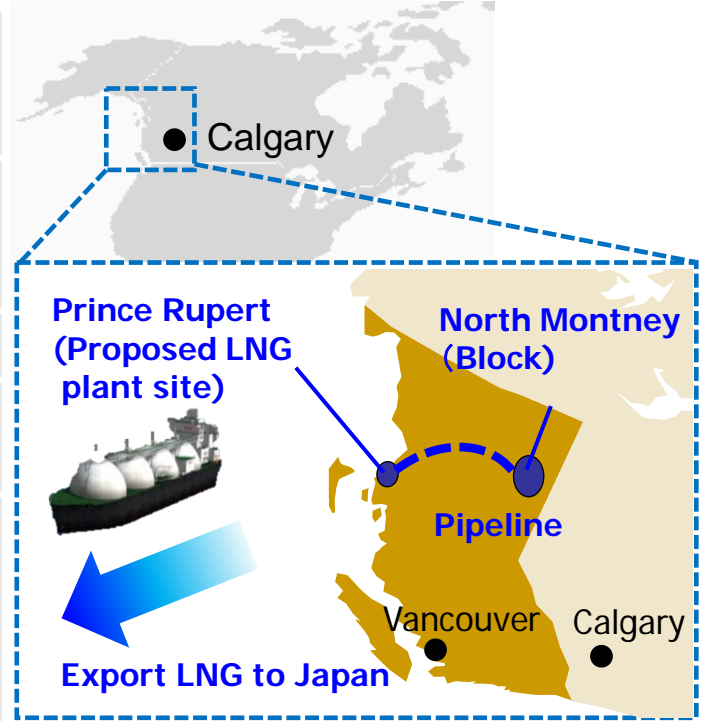 Calgary
Prince Rupert
(Proposed LNG
plant site)
North Montney
(Block)
Pipeline
Vancouver
Calgary
Export LNG to Japan